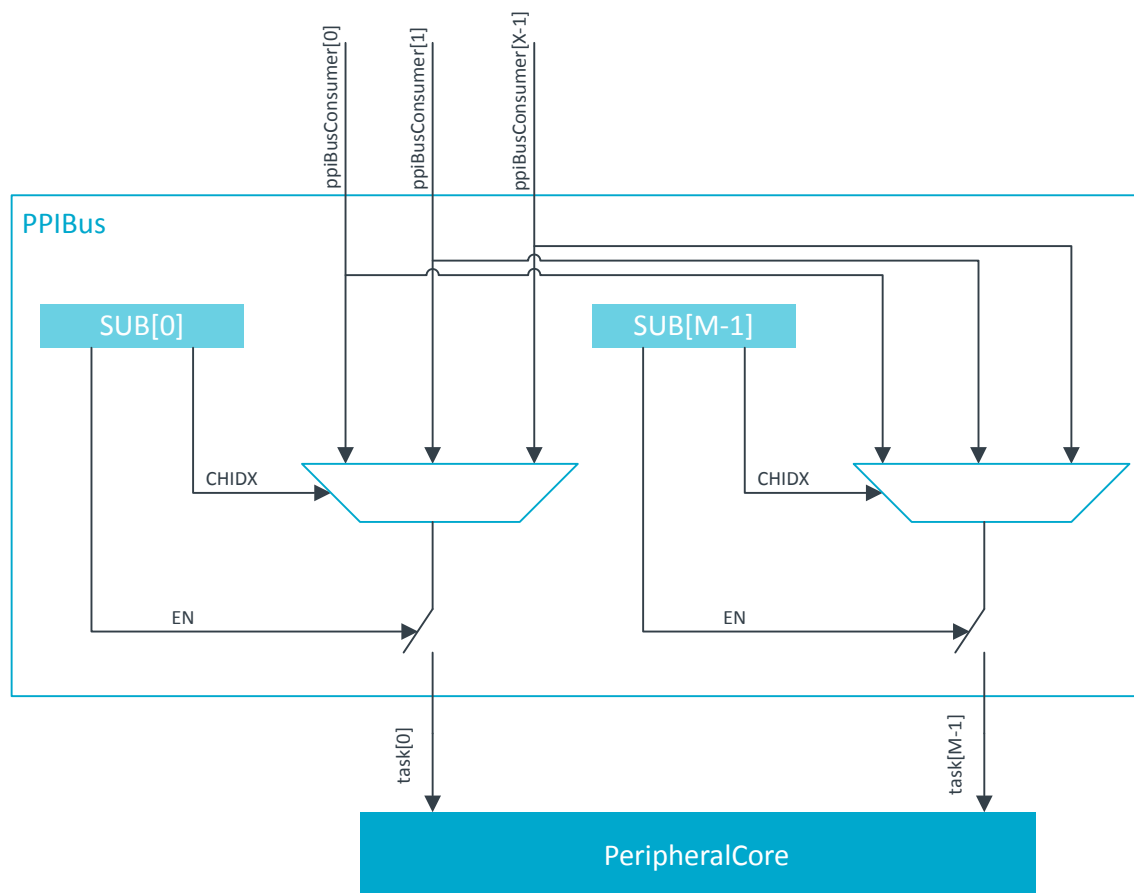 ppiBusConsumer[0]
ppiBusConsumer[1]
ppiBusConsumer[X-1]
PPIBus
SUB[0]
SUB[M-1]
CHIDX
CHIDX
EN
EN
task[0]
task[M-1]
PeripheralCore